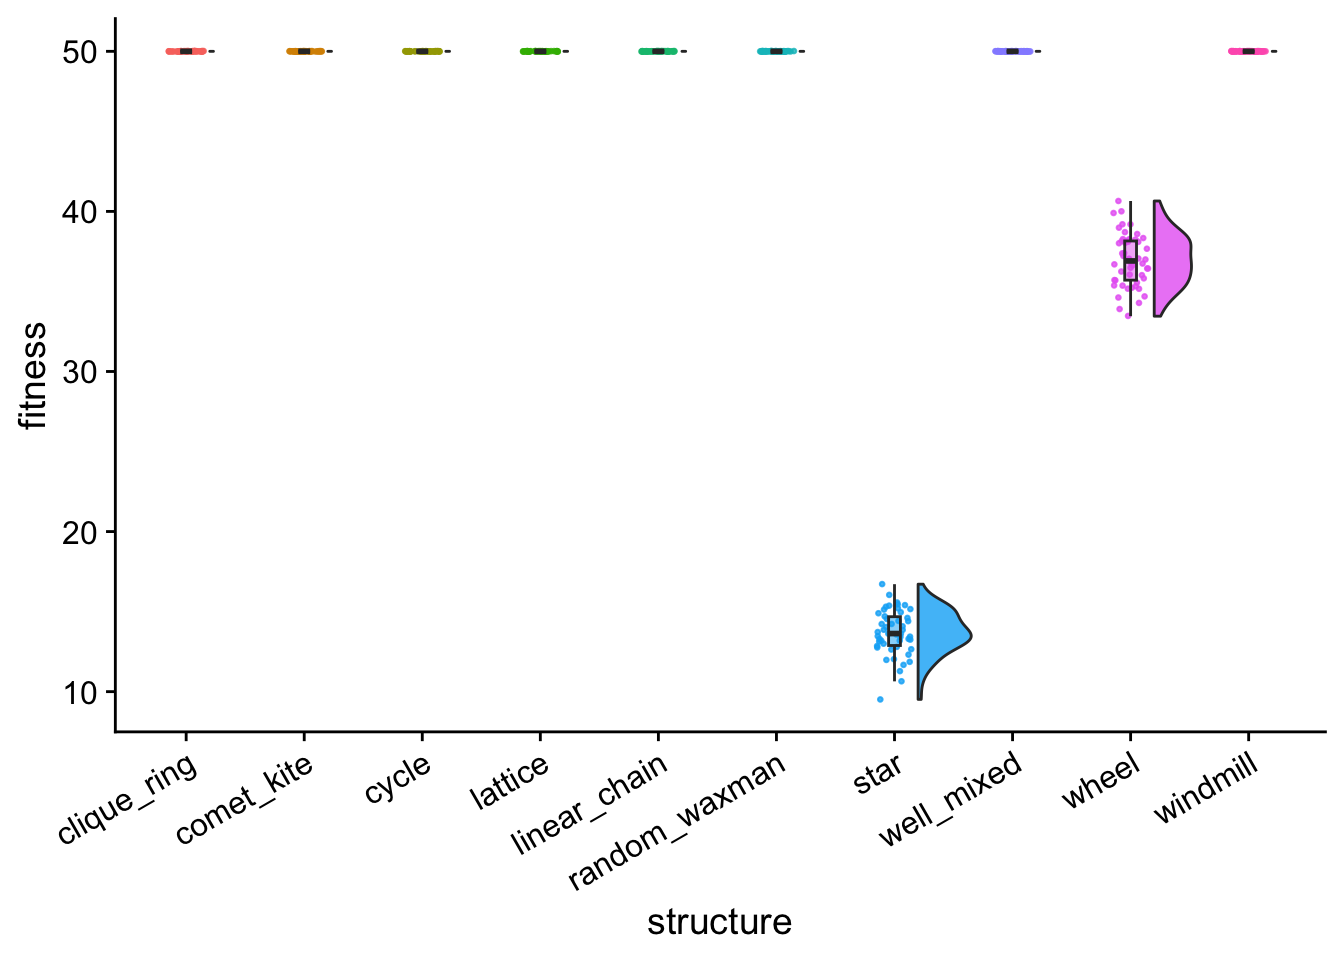 fitness
50
40
30
20
10
clique_ring
comet_kite
cycle
lattice
linear_chain
random_waxman
star
well_mixed
wheel
windmill
structure